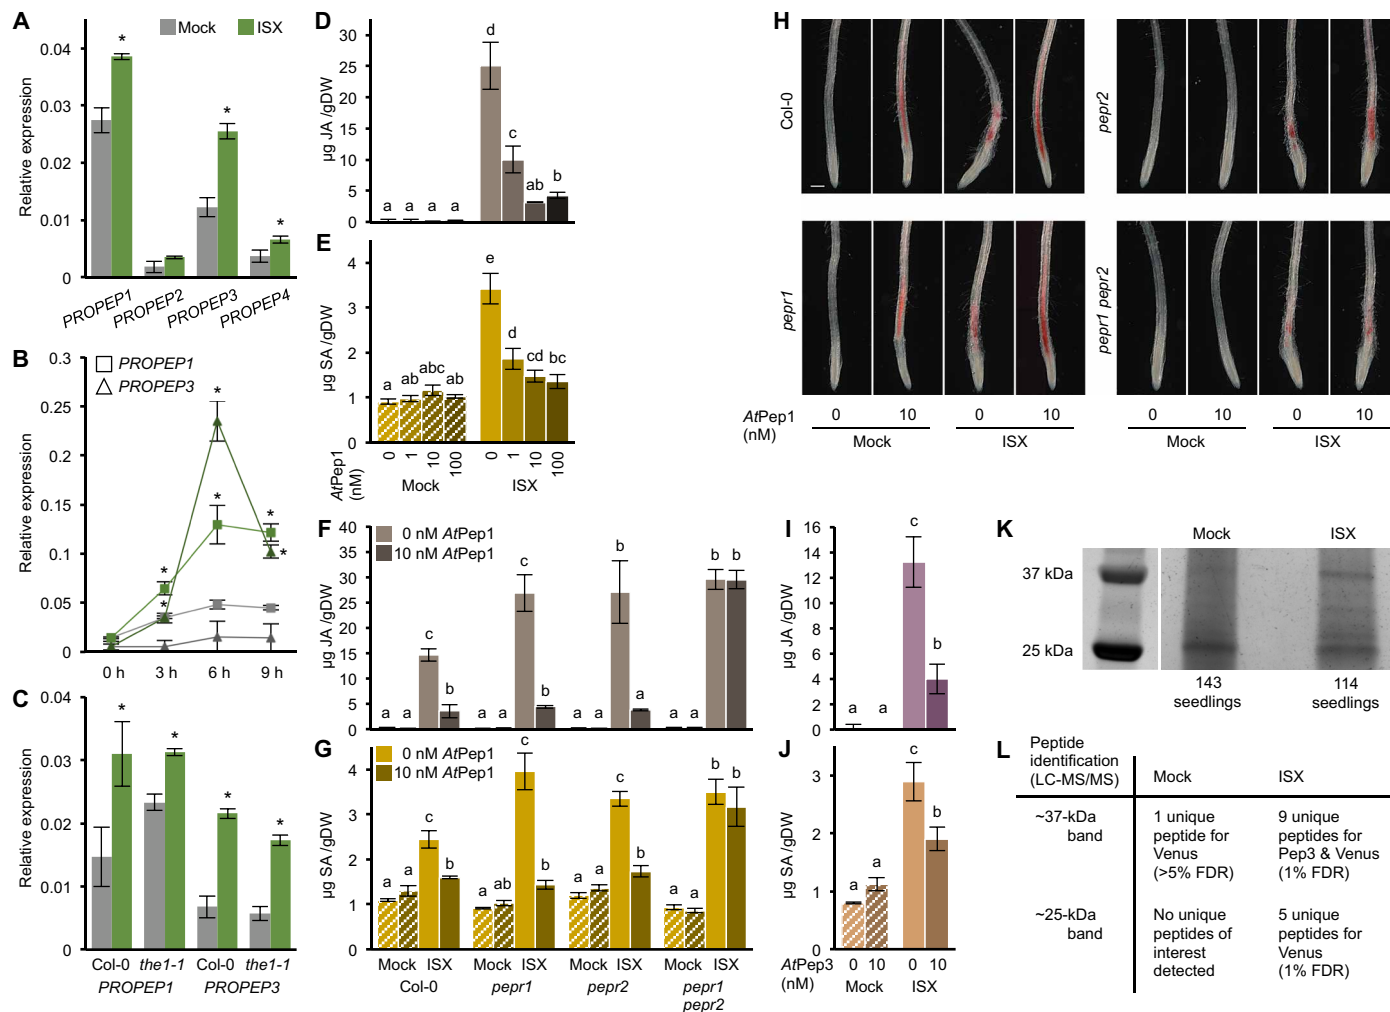 A
Mock
ISX
Relative expression
0.04
0.03
0.02
0.01
0
*
*
*
PROPEP1
PROPEP2
PROPEP3
PROPEP4
B
PROPEP1
PROPEP3
Relative expression
0.3
0.25
0.2
0.15
0.1
0.05
0
*
*
*
*
*
*
0 h
3 h
6 h
9 h
C
Relative expression
0.04
0.03
0.02
0.01
0
*
*
*
*
Col-0 the1-1 Col-0 the1-1
PROPEP1 PROPEP3
D
µg JA /gDW
30
25
20
15
10
5
0
a a a a
d
c
ab
b
E
µg SA /gDW
4
3
2
1
0
a ab abc ab
e
d
cd
bc
AtPep1
(nM)
0 1 10 100 0 1 10 100
Mock ISX
F
0 nM AtPep1
10 nM AtPep1
µg JA /gDW
40
35
30
25
20
15
10
5
0
a a c b
a a c b
a a b a
a a b b
G
0 nM AtPep1
10 nM AtPep1
µg SA /gDW
4
3
2
1
0
a a c b
a ab c b
a a c b
a a b b
Mock ISX Mock ISX Mock ISX Mock ISX
Col-0 pepr1 pepr2 pepr1
pepr2
H
Col-0
pepr2
pepr1
pepr1 pepr2
AtPep1
(nM)
0 10 0 10 0 10 0 10
Mock ISX Mock ISX
I
µg JA /gDW
16
14
12
10
8
6
4
2
0
a a
c
b
J
µg SA /gDW
3
2
1
0
a a
c
b
AtPep3
(nM)
0 10 0 10
Mock ISX
K
Mock ISX
37 kDa
25 kDa
143
seedlings
114
seedlings
L
Peptide
identification
(LC-MS/MS)
Mock
ISX
~37-kDa
band
1 unique
peptide for
Venus
(>5% FDR)
9 unique
peptides for
Pep3 & Venus
(1% FDR)
~25-kDa
band
No unique
peptides of
interest
detected
5 unique
peptides for
Venus
(1% FDR)